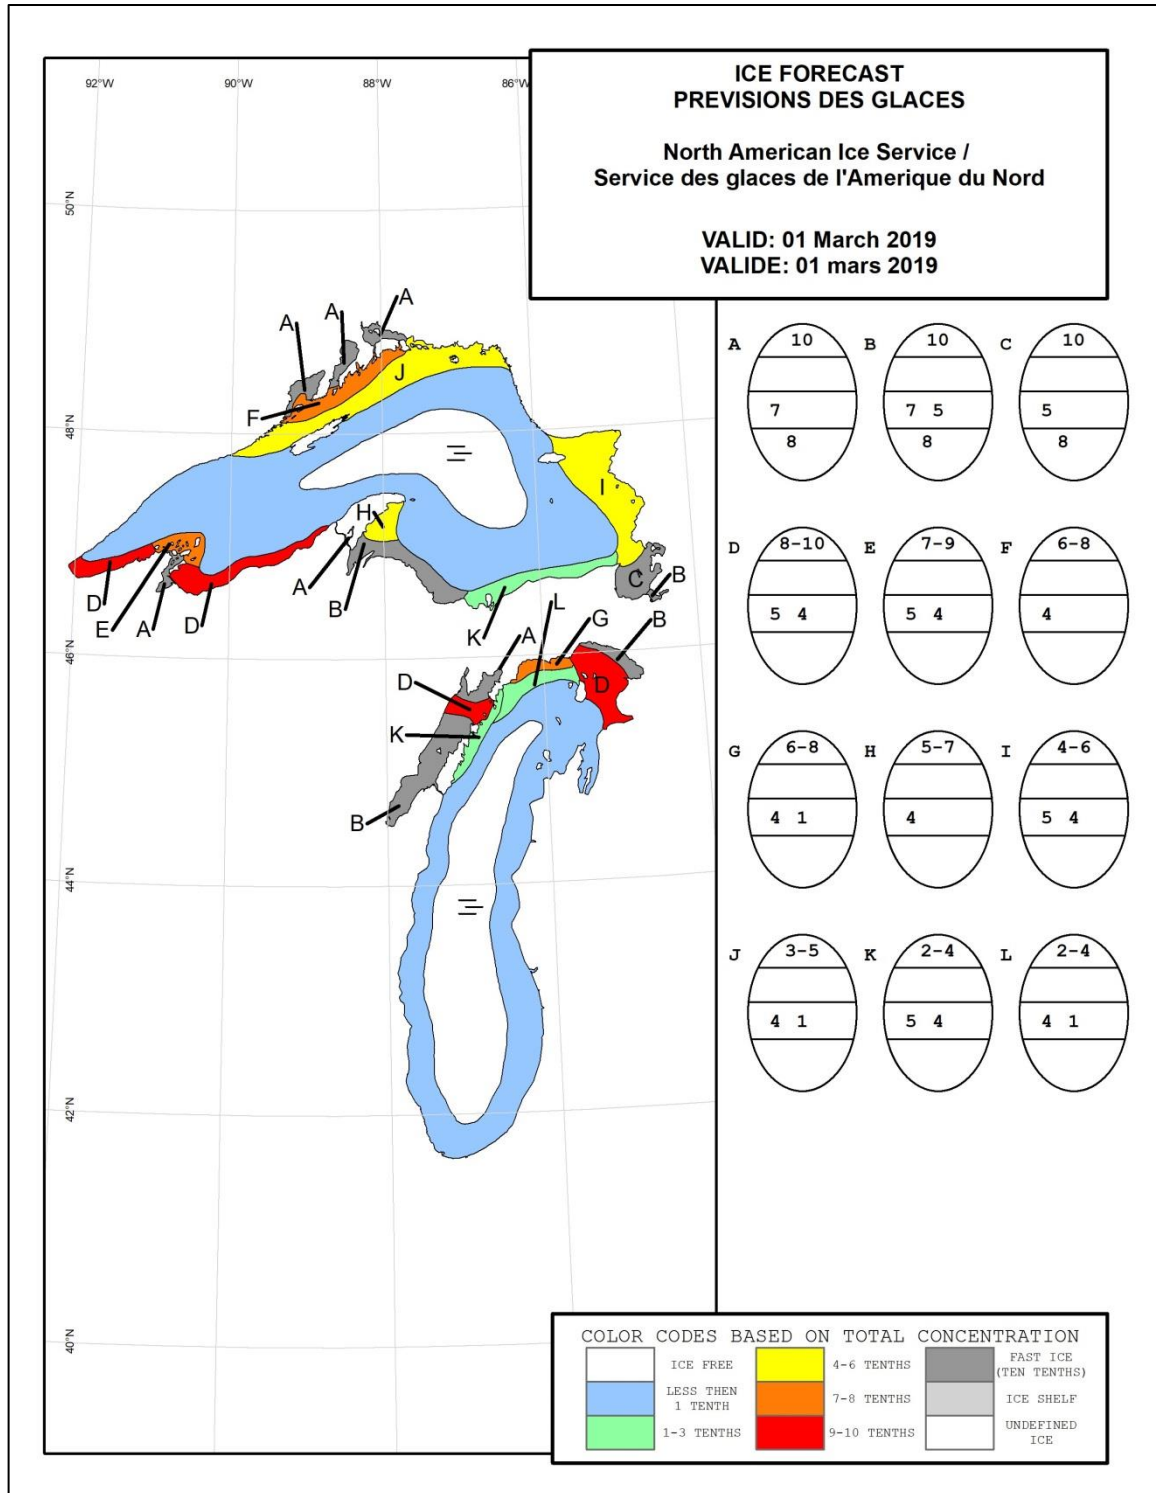 ICE FORECAST
PREVISIONS DES GLACES
North American Ice Service /
Service des glaces de l'Amerique du Nord
VALID: 01 March 2019
VALIDE: 01 mars 2019
92°W 90°W 88°W 86°W
50°N
48°N
46°N
44°N
42°N
40°N
A
A
A
J
F
I
H
C
B
D
E
A
D
A
B
K
L
G
B
A
D
D
K
B
A 10
7
8
B 10
7 5
8
C 10
5
8
D 8-10
5 4
E 7-9
5 4
F 6-8
4
G 6-8
4 1
H 5-7
4
I 4-6
5 4
J 3-5
4 1
K 2-4
5 4
L 2-4
4 1
COLOR CODES BASED ON TOTAL CONCENTRATION
ICE FREE
LESS THEN
1 TENTH
1-3 TENTHS
4-6 TENTHS
7-8 TENTHS
9-10 TENTHS
FAST ICE
(TEN TENTHS)
ICE SHELF
UNDEFINED
ICE